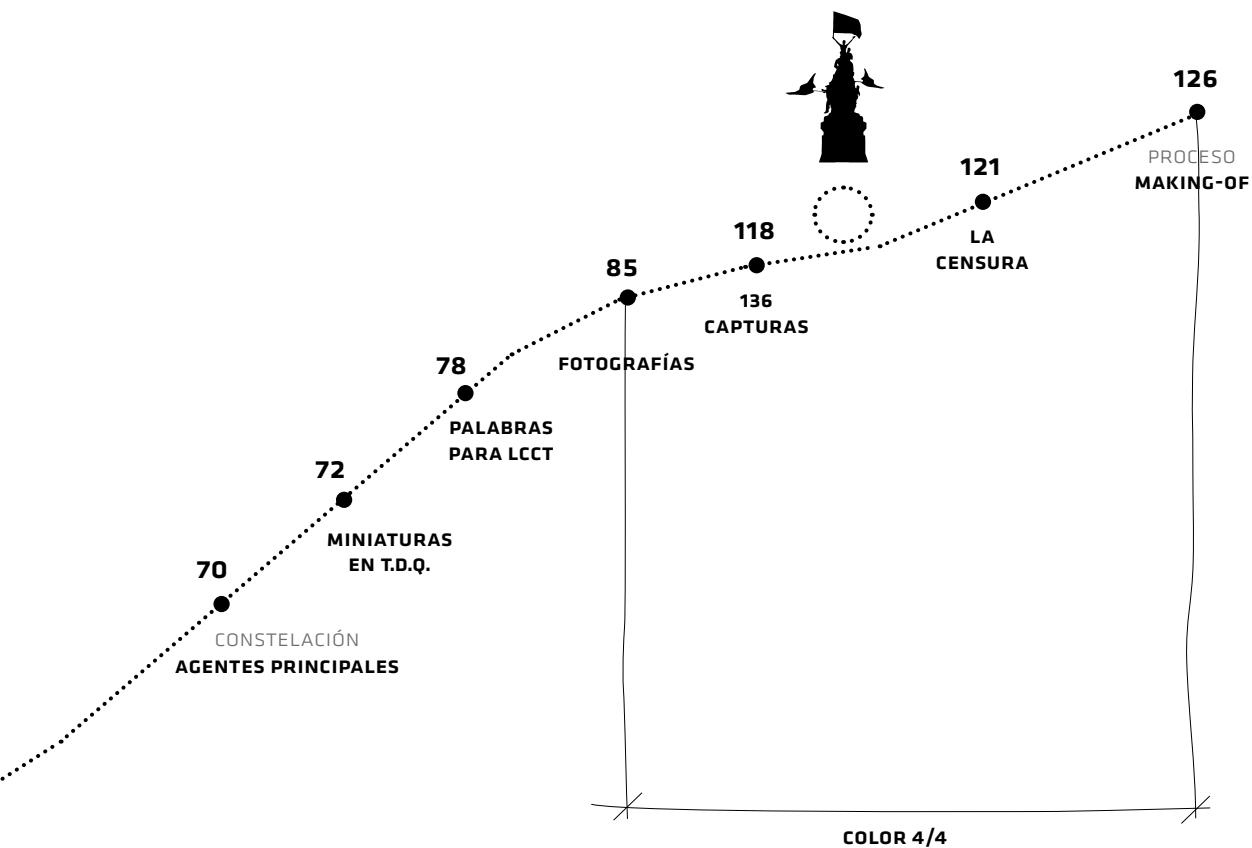 70
CONSTELACIÓN
AGENTES PRINCIPALES
72
MINIATURAS
EN T.D.Q.
78
PALABRAS
PARA LCCT
85
FOTOGRAFÍAS
118
136
CAPTURAS
121
LA
CENSURA
126
PROCESO
MAKING-OF
COLOR 4/4